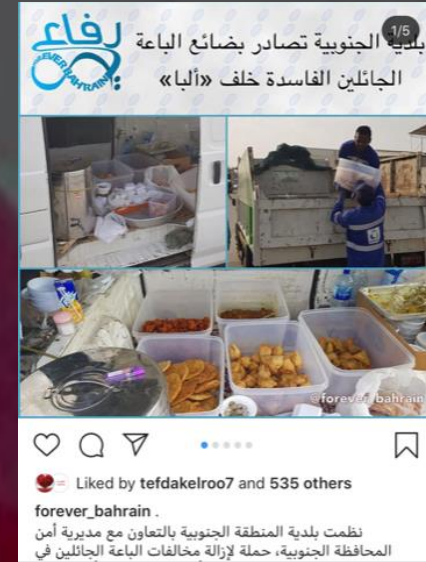 1/5
بلدية الجنوبية تصادر بضائع الباعة
الجائلين الفاسدة خلف «ألبا»
رفاعي
FOREVER BAHRAIN
@forever_bahrain
Liked by tefdakelroo7 and 535 others
forever_bahrain .
نظمت بلدية المنطقة الجنوبية بالتعاون مع مديرية أمن
المحافظة الجنوبية، حملة لإزالة مخالفات الباعة الجائلين في